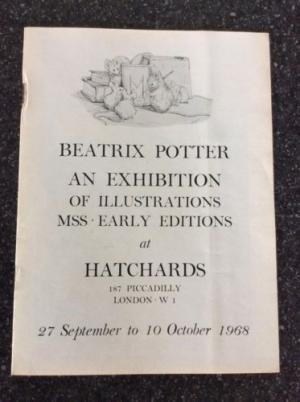 BEATRIX POTTER
AN EXHIBITION
OF ILLUSTRATIONS
MSS · EARLY EDITIONS
at
HATCHARDS
187 PICCADILLY
LONDON · W 1
27 September to 10 October 1968